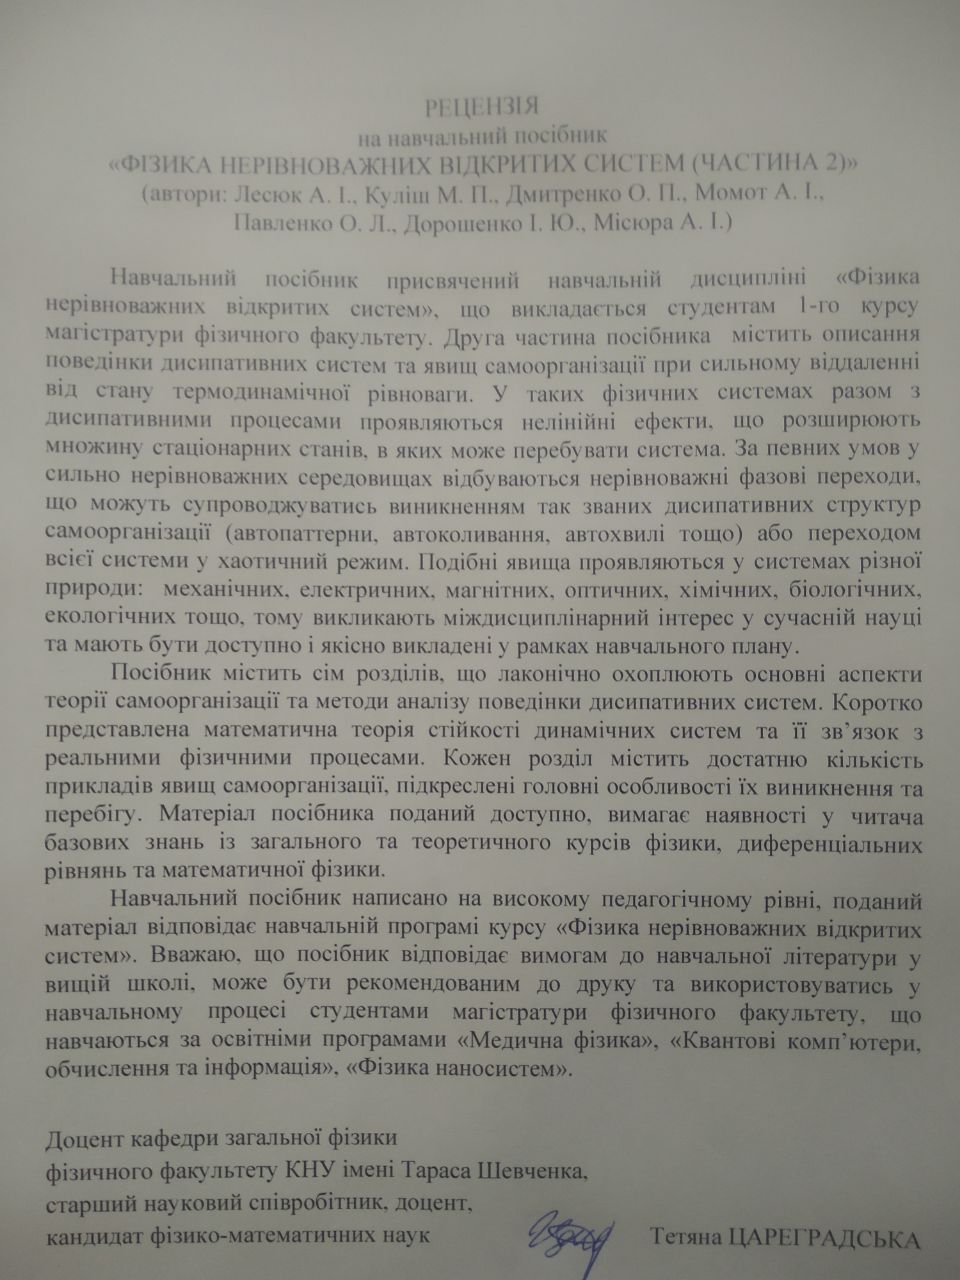 РЕЦЕНЗІЯ
на навчальний посібник
«ФІЗИКА НЕРІВНОВАЖНИХ ВІДКРИТИХ СИСТЕМ (ЧАСТИНА 2)»
(автори: Лесюк А. І., Куліш М. П., Дмитренко О. П., Момот А. І.,
Павленко О. Л., Дорошенко І. Ю., Місюра А. І.)
Навчальний посібник присвячений навчальній дисципліні «Фізика
нерівноважних відкритих систем», що викладається студентам 1-го курсу
магістратури фізичного факультету. Друга частина посібника містить описання
поведінки дисипативних систем та явищ самоорганізації при сильному віддаленні
від стану термодинамічної рівноваги. У таких фізичних системах разом з
дисипативними процесами проявляються нелінійні ефекти, що розширюють
множину стаціонарних станів, в яких може перебувати система. За певних умов у
сильно нерівноважних середовищах відбуваються нерівноважні фазові переходи,
що можуть супроводжуватись виникненням так званих дисипативних структур
самоорганізації (автопаттерни, автоколивання, автохвилі тощо) або переходом
всієї системи у хаотичний режим. Подібні явища проявляються у системах різної
природи: механічних, електричних, магнітних, оптичних, хімічних, біологічних,
екологічних тощо, тому викликають міждисциплінарний інтерес у сучасній науці
та мають бути доступно і якісно викладені у рамках навчального плану.
Посібник містить сім розділів, що лаконічно охоплюють основні аспекти
теорії самоорганізації та методи аналізу поведінки дисипативних систем. Коротко
представлена математична теорія стійкості динамічних систем та її зв’язок з
реальними фізичними процесами. Кожен розділ містить достатню кількість
прикладів явищ самоорганізації, підкреслені головні особливості їх виникнення та
перебігу. Матеріал посібника поданий доступно, вимагає наявності у читача
базових знань із загального та теоретичного курсів фізики, диференціальних
рівнянь та математичної фізики.
Навчальний посібник написано на високому педагогічному рівні, поданий
матеріал відповідає навчальній програмі курсу «Фізика нерівноважних відкритих
систем». Вважаю, що посібник відповідає вимогам до навчальної літератури у
вищій школі, може бути рекомендованим до друку та використовуватись у
навчальному процесі студентами магістратури фізичного факультету, що
навчаються за освітніми програмами «Медична фізика», «Квантові комп’ютери,
обчислення та інформація», «Фізика наносистем».
Доцент кафедри загальної фізики
фізичного факультету КНУ імені Тараса Шевченка,
старший науковий співробітник, доцент,
кандидат фізико-математичних наук Тетяна ЦАРЕГРАДСЬКА